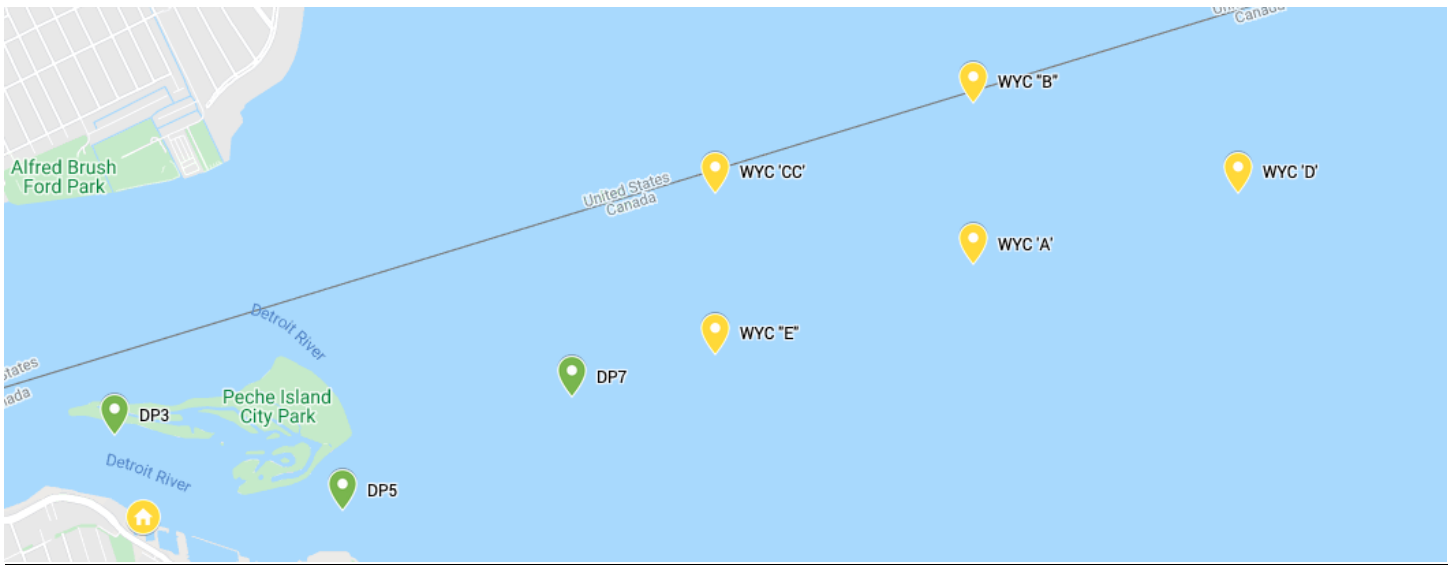 Canada
WYC "B"
Alfred Brush
Ford Park
WYC 'CC'
WYC 'D'
United States
Canada
WYC 'A'
Detroit River
WYC "E"
DP7
Peche Island
City Park
DP3
Detroit River
DP5